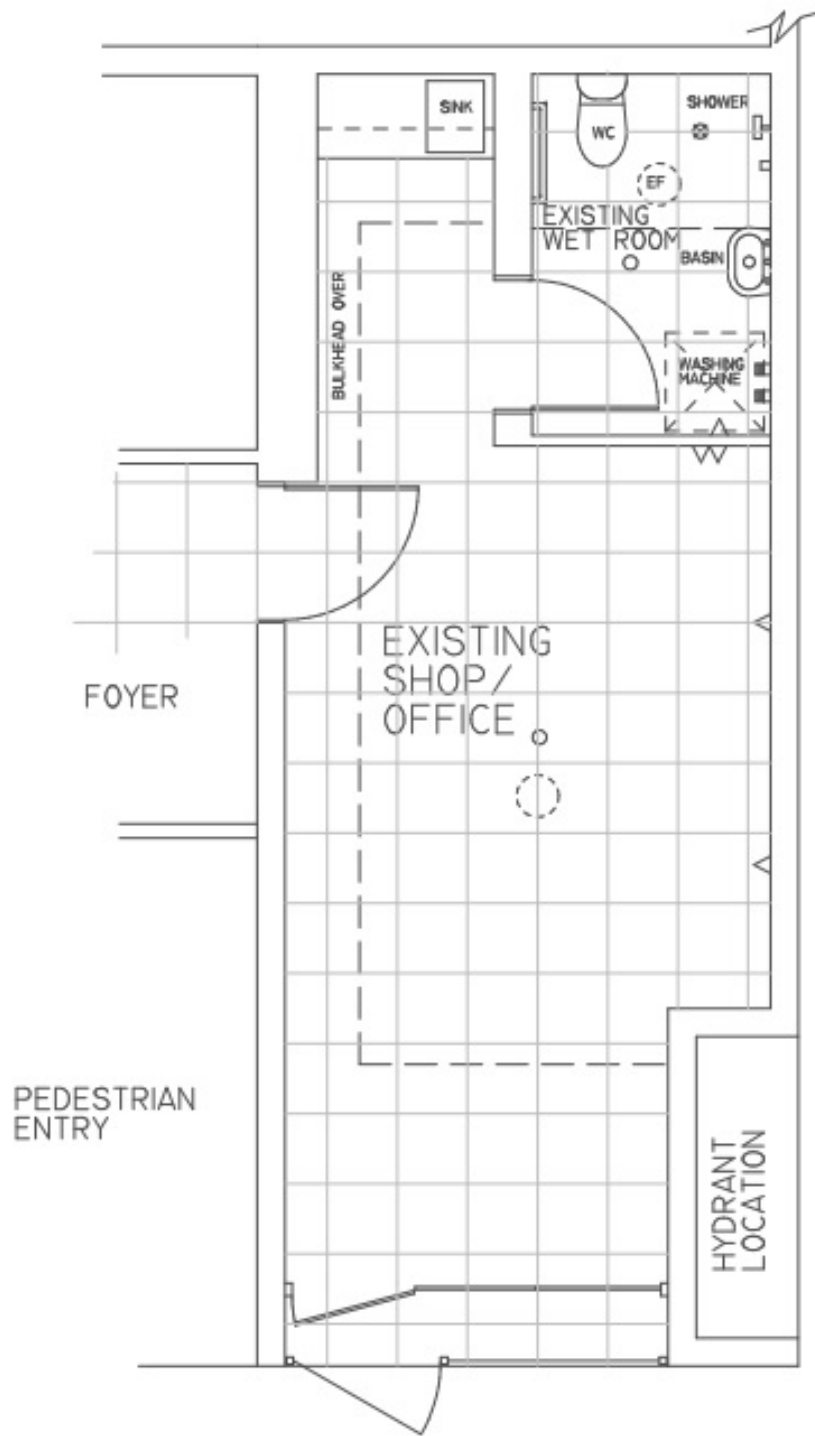 SINK
WC
SHOWER
EF
EXISTING
WET ROOM
BASIN
BULKHEAD OVER
WASHING
MACHINE
EXISTING
SHOP/
OFFICE
FOYER
PEDESTRIAN
ENTRY
HYDRANT
LOCATION